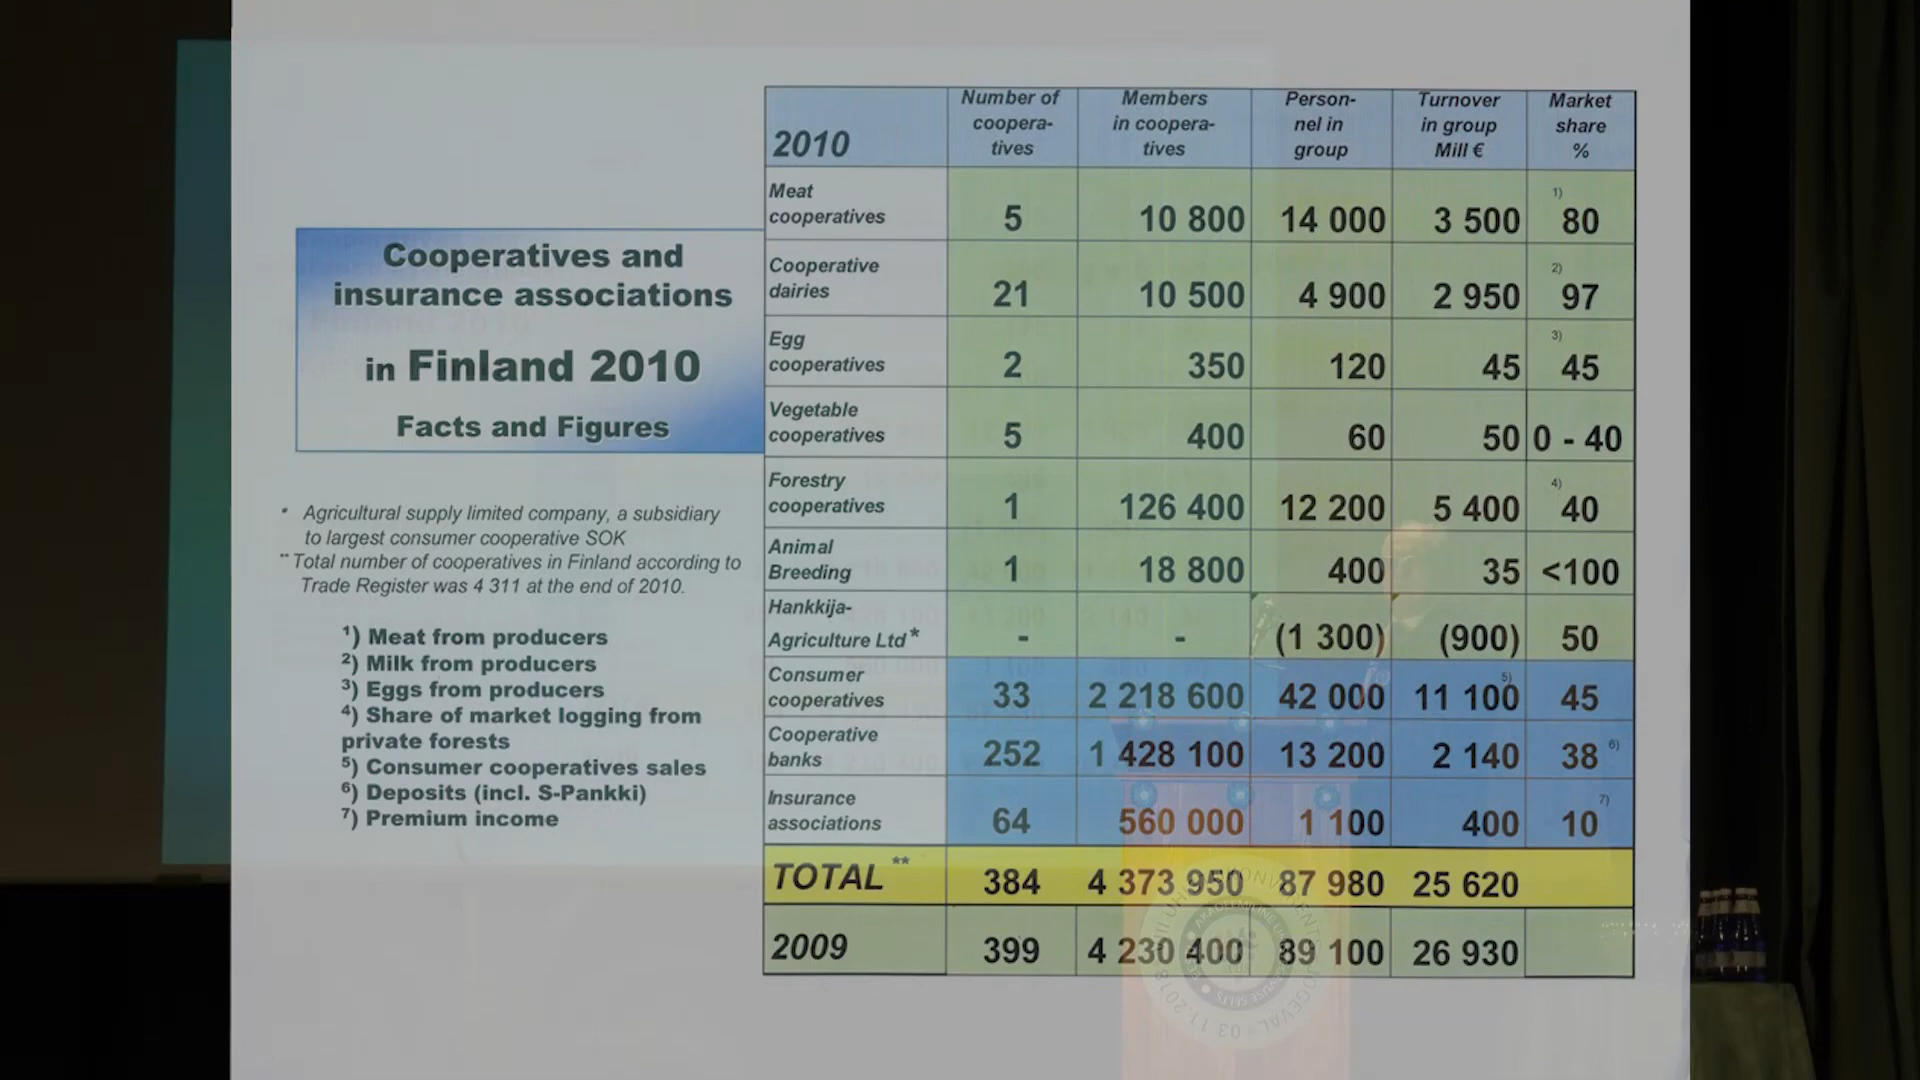 Cooperatives and
insurance associations
in Finland 2010
Facts and Figures
* Agricultural supply limited company, a subsidiary
to largest consumer cooperative SOK
** Total number of cooperatives in Finland according to
Trade Register was 4 311 at the end of 2010.
1) Meat from producers
2) Milk from producers
3) Eggs from producers
4) Share of market logging from
private forests
5) Consumer cooperatives sales
6) Deposits (incl. S-Pankki)
7) Premium income
2010
Number of
coopera-
tives
Members
in coopera-
tives
Person-
nel in
group
Turnover
in group
Mill €
Market
share
%
Meat
cooperatives
5 10 800 14 000 3 500 1) 80
Cooperative
dairies
21 10 500 4 900 2 950 2) 97
Egg
cooperatives
2 350 120 45 3) 45
Vegetable
cooperatives
5 400 60 50 0 - 40
Forestry
cooperatives
1 126 400 12 200 5 400 4) 40
Animal
Breeding
1 18 800 400 35 <100
Hankkija-
Agriculture Ltd *
- - (1 300) (900) 50
Consumer
cooperatives
33 2 218 600 42 000 11 100 5) 45
Cooperative
banks
252 1 428 100 13 200 2 140 38 6)
Insurance
associations
64 560 000 1 100 400 10 7)
TOTAL ** 384 4 373 950 87 980 25 620
2009 399 4 230 400 89 100 26 930